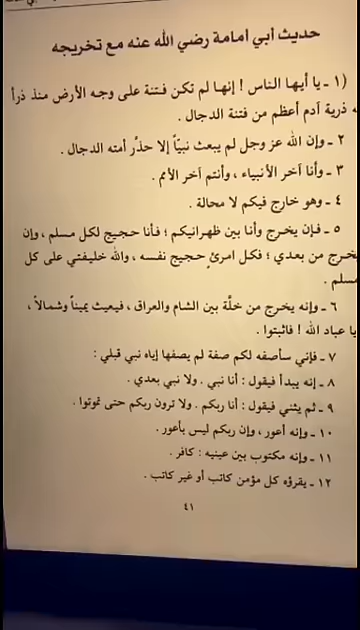 حديث أبي امامة رضي الله عنه مع تخريجه
(١ ـ يا أيها الناس ! إنها لم تكن فتنة على وجه الأرض منذ ذرأ
ذرية آدم أعظم من فتنة الدجال .
٢ ـ وإن الله عز وجل لم يبعث نبيّاً إلا حذّر أمته الدجال .
٣ ـ وأنا آخر الأنبياء ، وأنتم آخر الأمم .
٤ ـ وهو خارج فيكم لا محالة .
٥ ـ فإن يخرج وأنا بين ظهرانيكم ؛ فأنا حجيج لكل مسلم ، وإن
يخرج من بعدي ؛ فكل امرئ حجيج نفسه ، والله خليفتي على كل
مسلم .
٦ ـ وإنه يخرج من خلّة بين الشام والعراق ، فيعيث يميناً وشمالاً ،
يا عباد الله ! فاثبتوا .
٧ ـ فإني سأصفه لكم صفة لم يصفها إياه نبي قبلي :
٨ ـ إنه يبدأ فيقول : أنا نبي . ولا نبي بعدي .
٩ ـ ثم يثني فيقول : أنا ربكم . ولا ترون ربكم حتى تموتوا .
١٠ ـ وإنه أعور ، وإن ربكم ليس بأعور .
١١ ـ وإنه مكتوب بين عينيه : كافر .
١٢ ـ يقرؤه كل مؤمن كاتب أو غير كاتب .
٤١